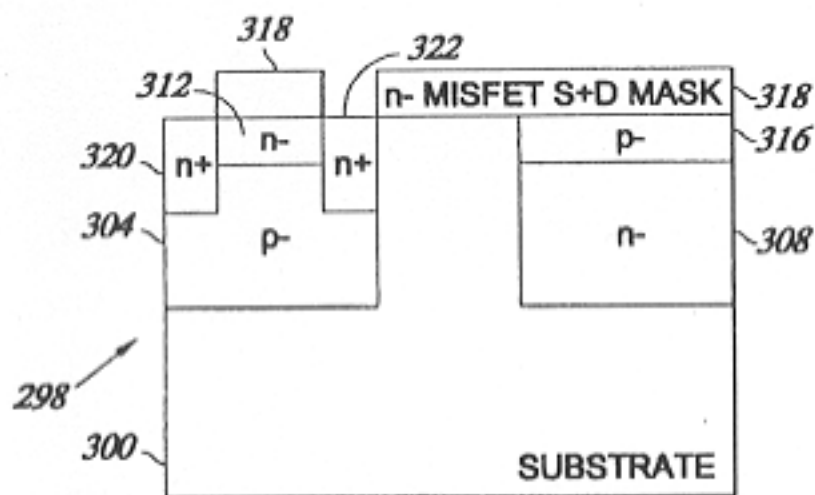 318
322
312
n- MISFET S+D MASK
318
n-
p-
316
320
n+
n+
304
p-
n-
308
298
300
SUBSTRATE